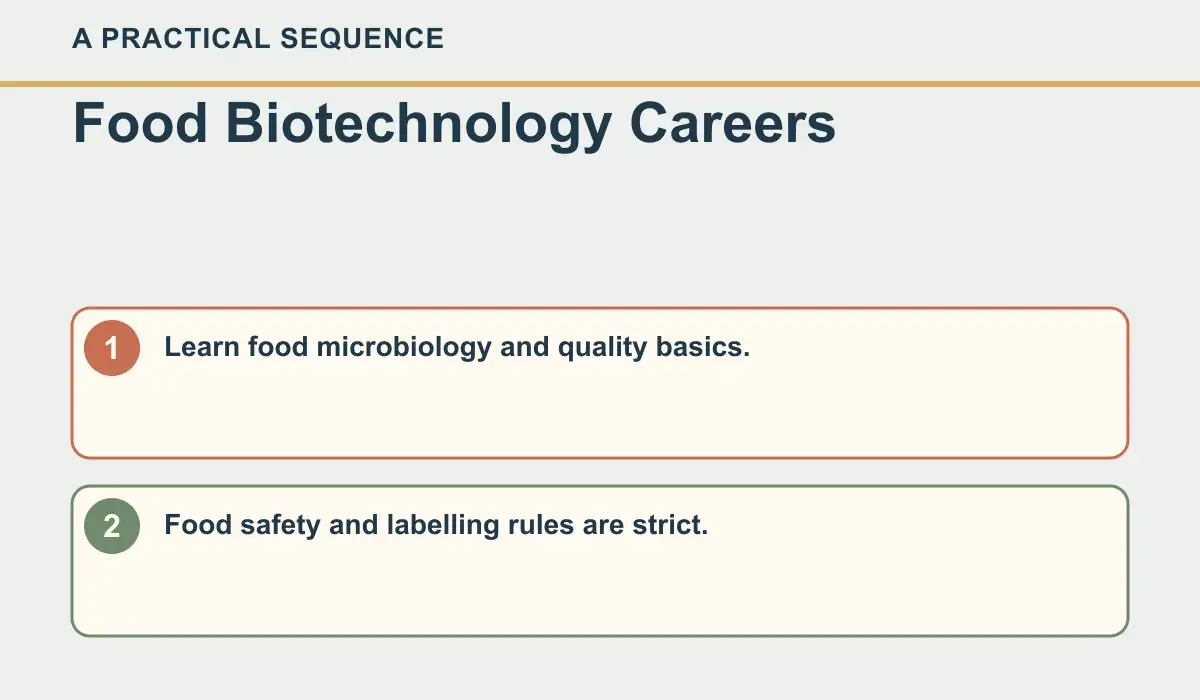 A PRACTICAL SEQUENCE
Food Biotechnology Careers
1 Learn food microbiology and quality basics.
2 Food safety and labelling rules are strict.